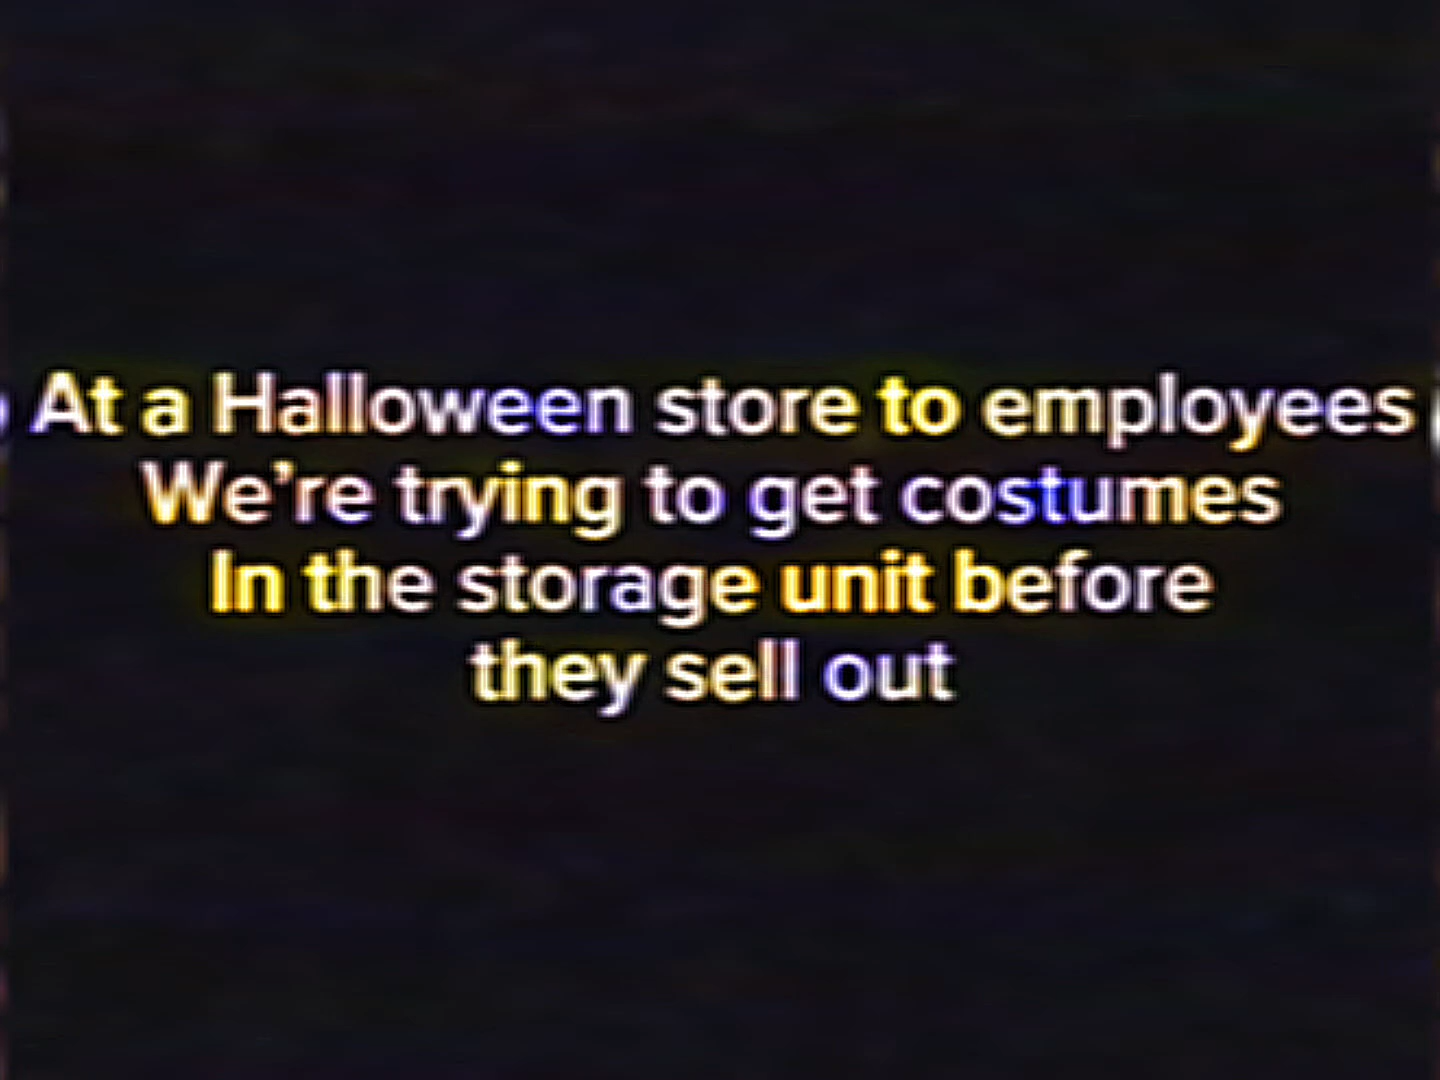 At a Halloween store to employees
We’re trying to get costumes
In the storage unit before
they sell out